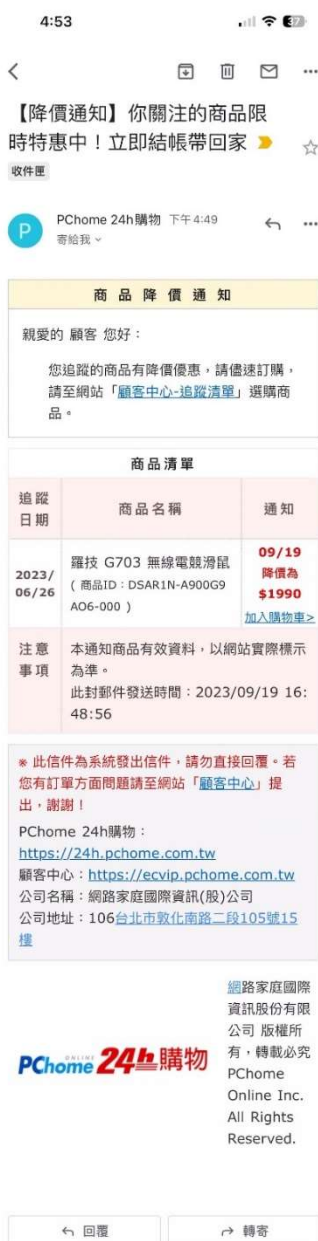 4:53
37
【降價通知】你關注的商品限
時特惠中！立即結帳帶回家
收件匣
P
PChome 24h購物 下午4:49
寄給我
商品降價通知
親愛的 顧客 您好：
您追蹤的商品有降價優惠，請儘速訂購，
請至網站「顧客中心-追蹤清單」選購商
品。
商品清單
追蹤
日期
商品名稱
通知
2023/
06/26
羅技 G703 無線電競滑鼠
( 商品ID：DSAR1N-A900G9
AO6-000 )
09/19
降價為
$1990
加入購物車>
注意
事項
本通知商品有效資料，以網站實際標示
為準。
此封郵件發送時間：2023/09/19 16:
48:56
※ 此信件為系統發出信件，請勿直接回覆。若
您有訂單方面問題請至網站「顧客中心」提
出，謝謝！
PChome 24h購物：
https://24h.pchome.com.tw
顧客中心：https://ecvip.pchome.com.tw
公司名稱：網路家庭國際資訊(股)公司
公司地址：106台北市敦化南路二段105號15
樓
ONLINE
PChome 24h購物
網路家庭國際
資訊股份有限
公司 版權所
有，轉載必究
PChome
Online Inc.
All Rights
Reserved.
回覆
轉寄